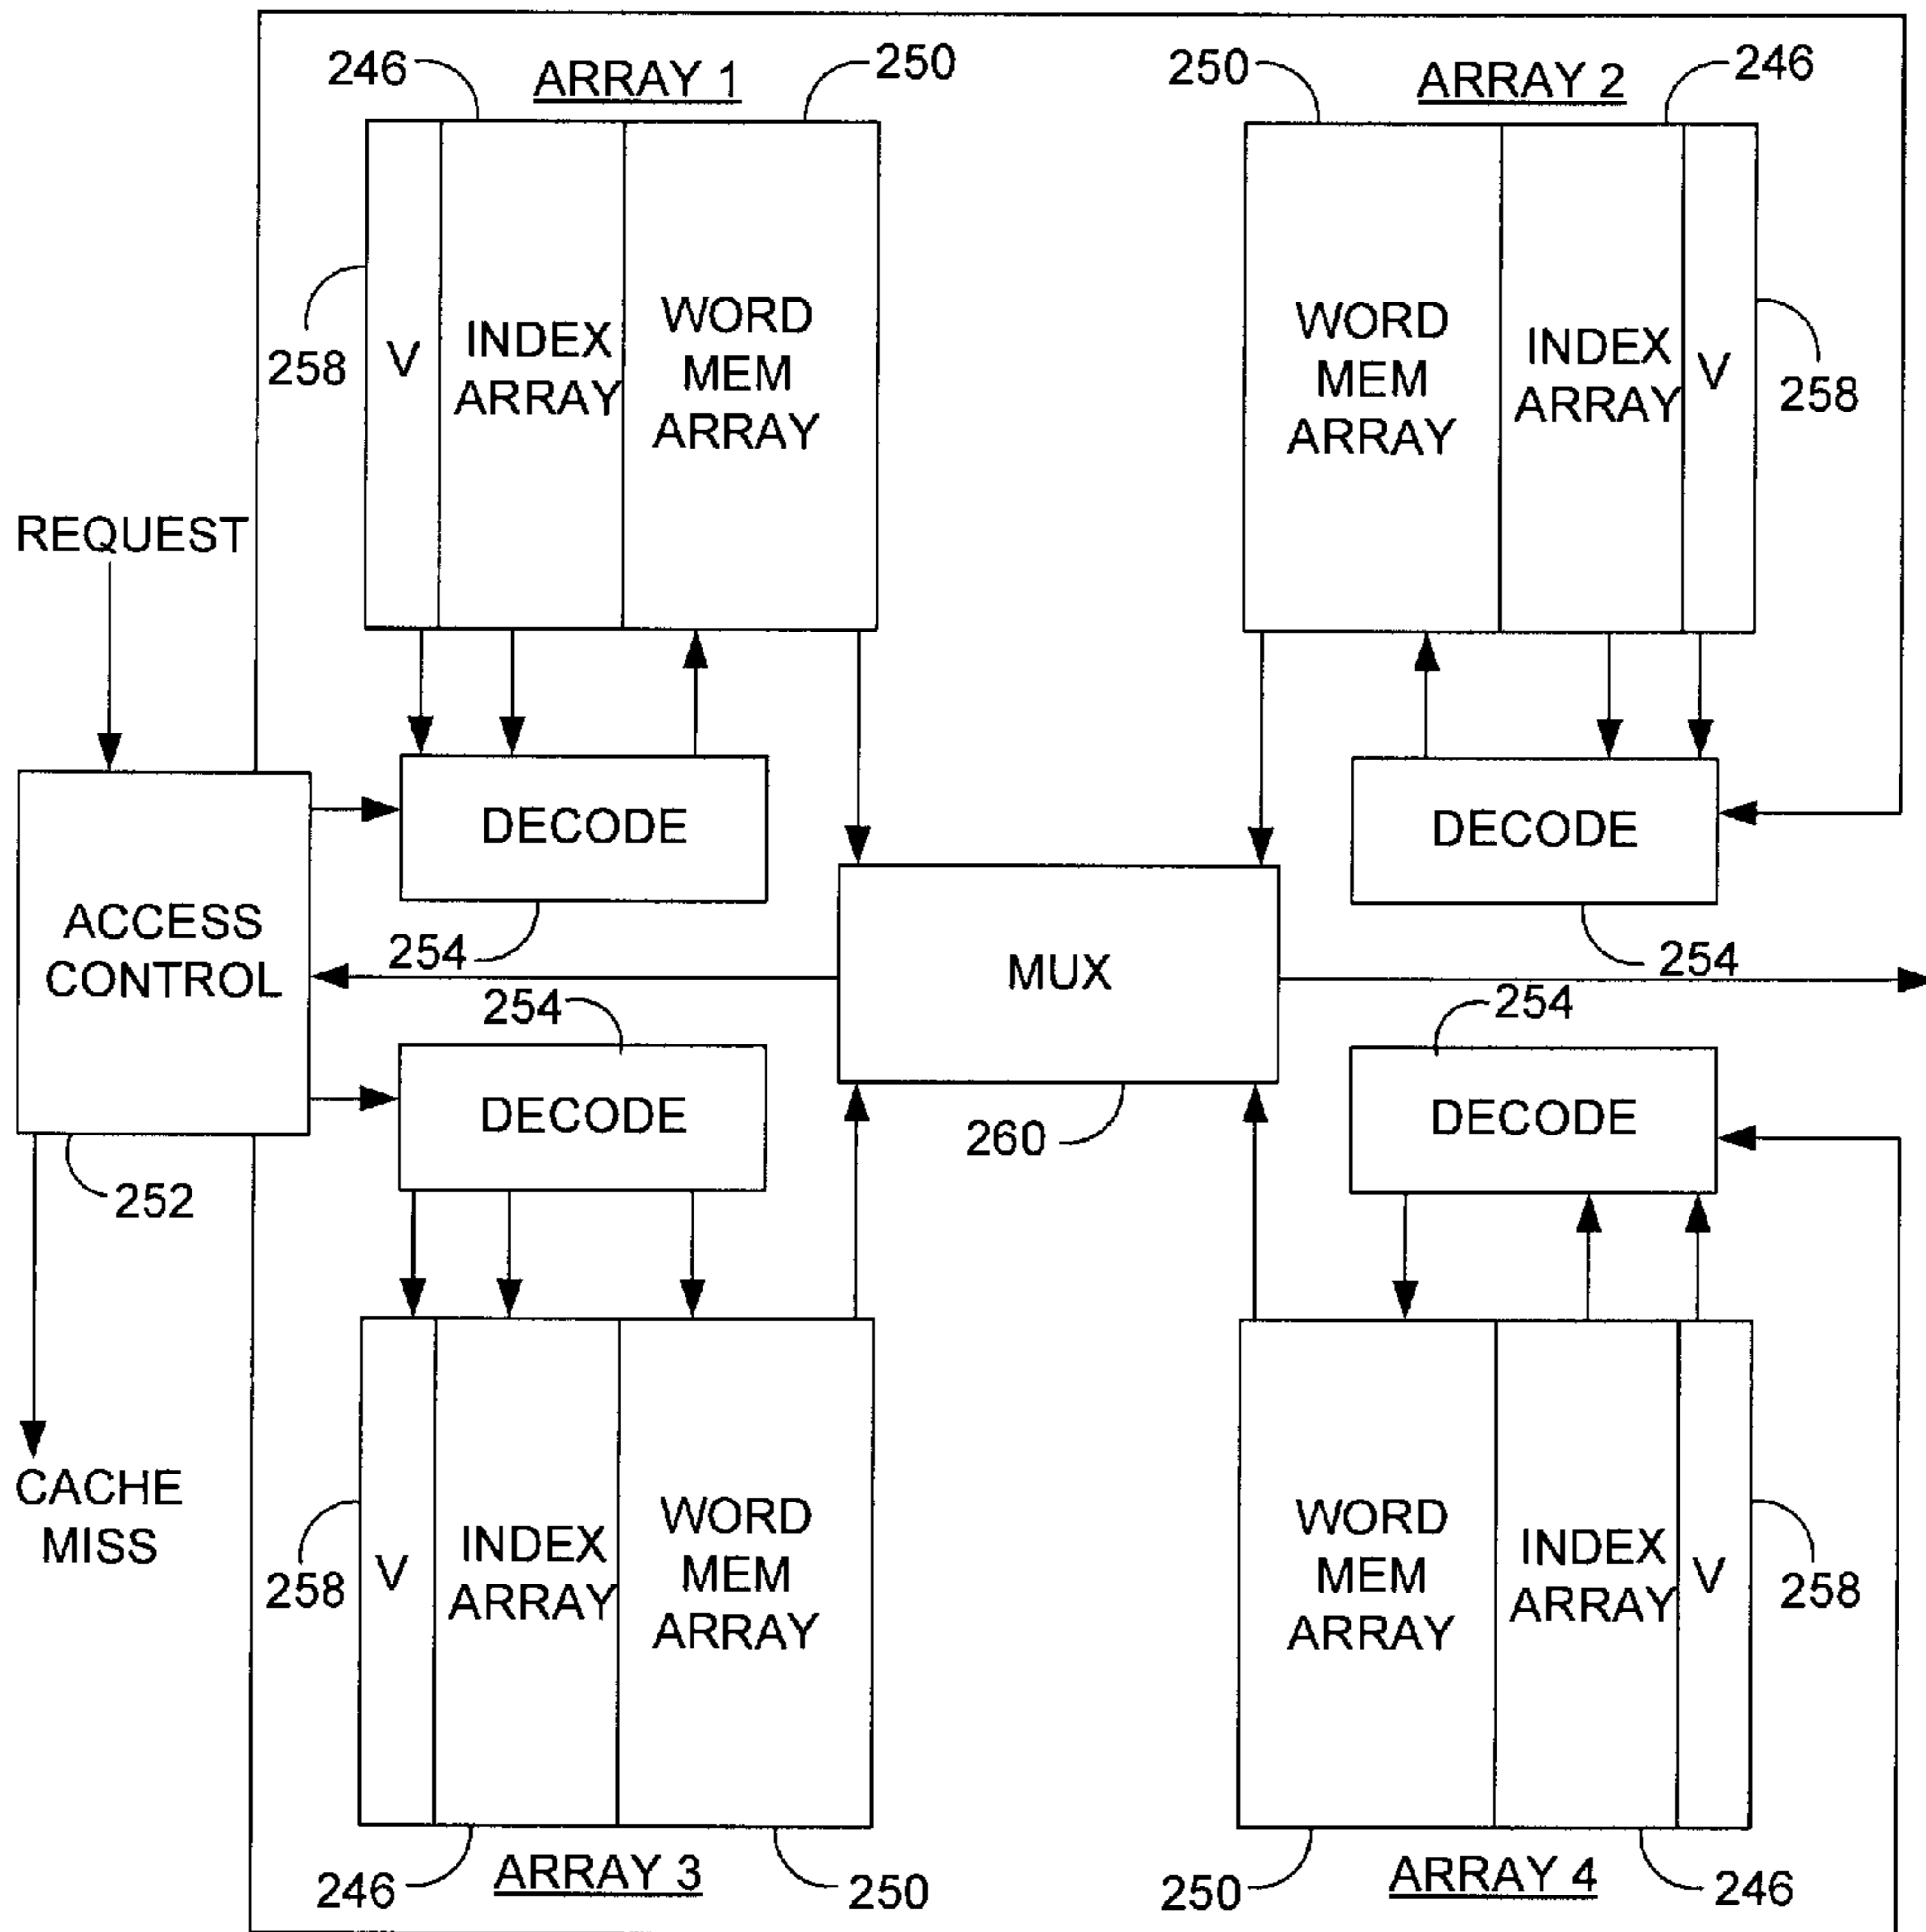 246
ARRAY 1
250
250
ARRAY 2
246
258
V
INDEX
ARRAY
WORD
MEM
ARRAY
WORD
MEM
ARRAY
INDEX
ARRAY
V
258
REQUEST
DECODE
254
DECODE
254
ACCESS
CONTROL
252
MUX
260
254
DECODE
254
DECODE
CACHE
MISS
258
V
INDEX
ARRAY
WORD
MEM
ARRAY
WORD
MEM
ARRAY
INDEX
ARRAY
V
258
246
ARRAY 3
250
250
ARRAY 4
246